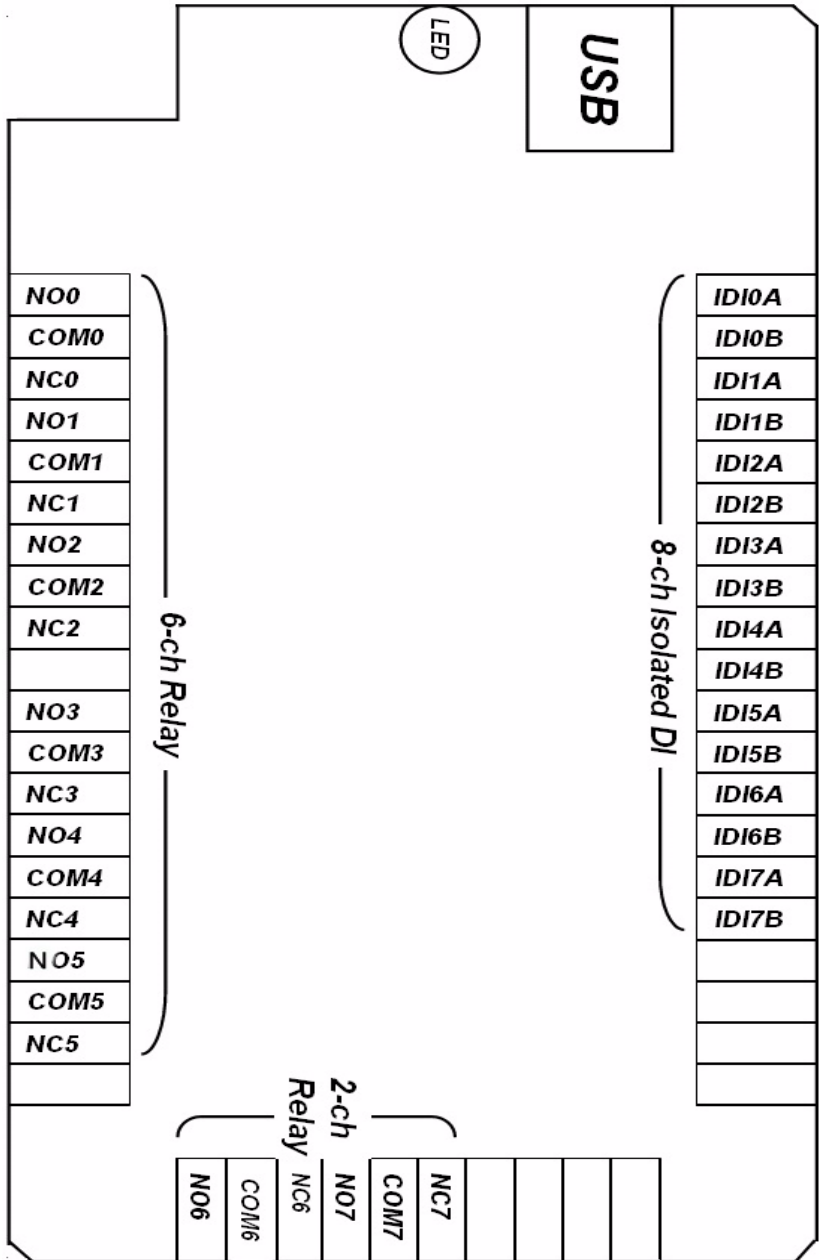 LED
USB
NO0
COM0
NC0
NO1
COM1
NC1
NO2
COM2
NC2
NO3
COM3
NC3
NO4
COM4
NC4
NO5
COM5
NC5
6-ch Relay
8-ch Isolated DI
IDI0A
IDI0B
IDI1A
IDI1B
IDI2A
IDI2B
IDI3A
IDI3B
IDI4A
IDI4B
IDI5A
IDI5B
IDI6A
IDI6B
IDI7A
IDI7B
2-ch
Relay
NO6
COM6
NC6
NO7
COM7
NC7